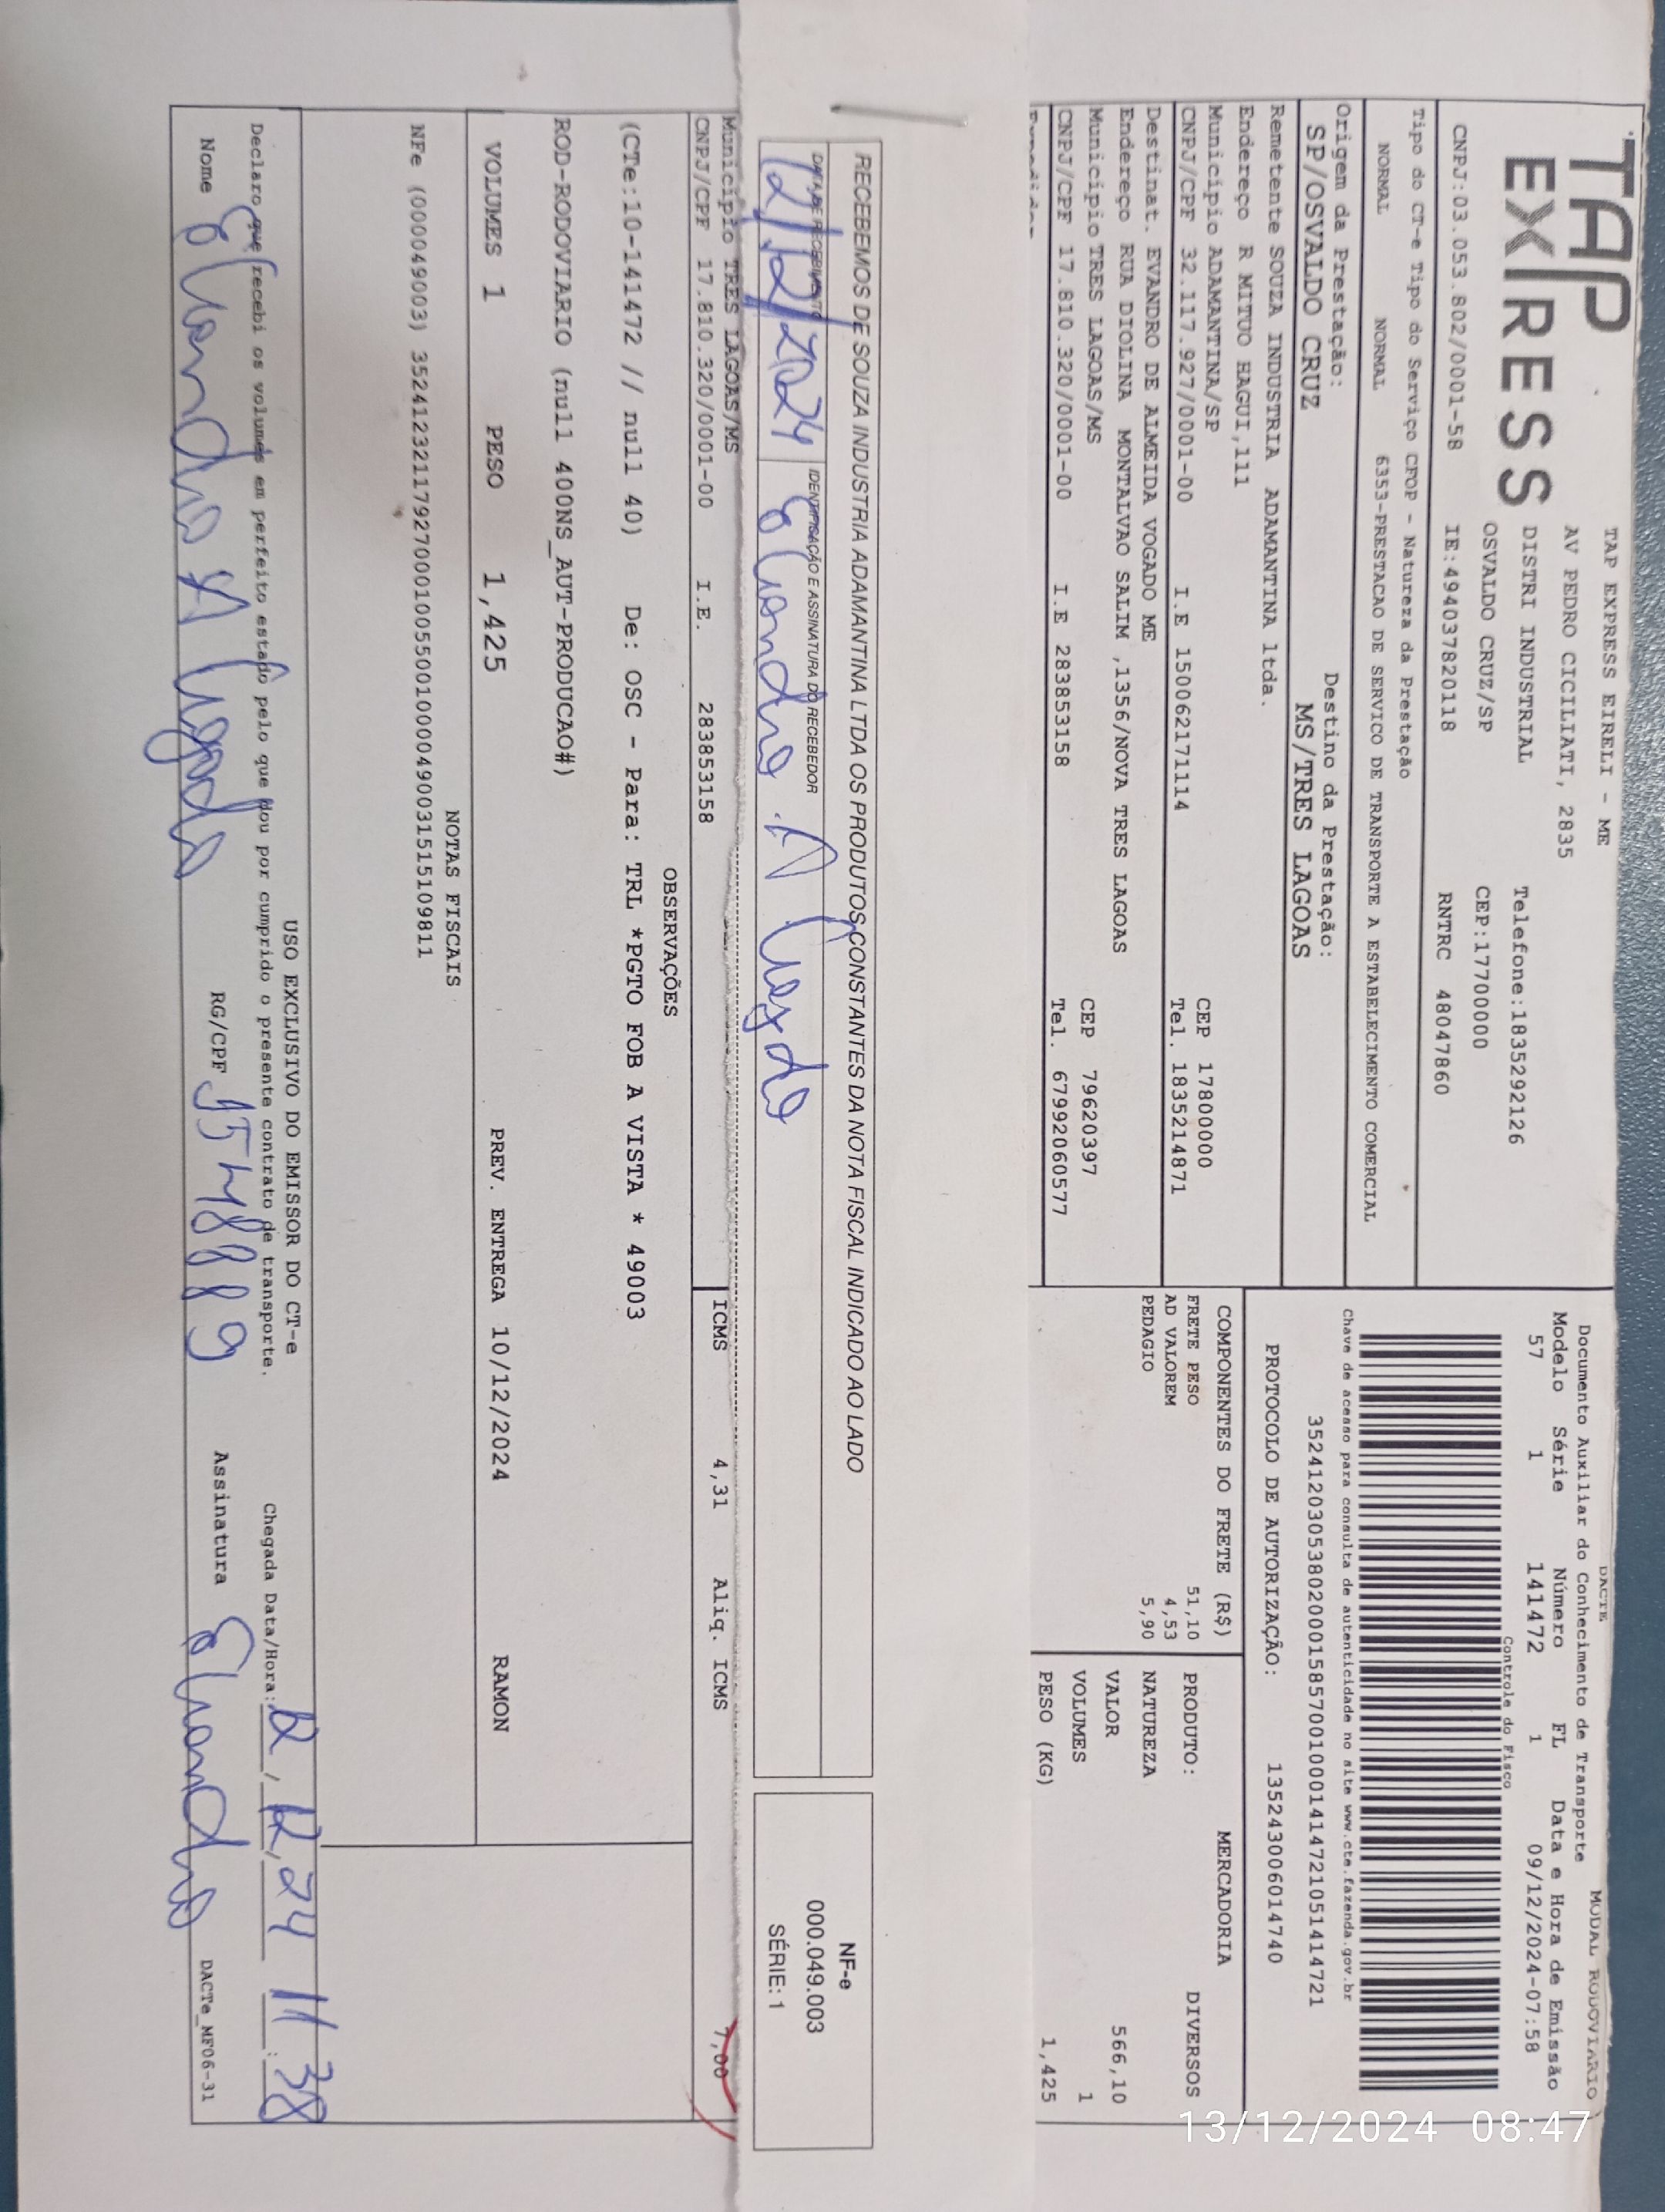 TAP
EXPRESS
TAP EXPRESS EIRELI - ME
AV PEDRO CICILIATI, 2835
DISTRI INDUSTRIAL Telefone:1835292126
OSVALDO CRUZ/SP CEP:17700000
CNPJ:03.053.802/0001-58 IE:494037820118 RNTRC 48047860
Tipo do CT-e Tipo do Serviço CFOP - Natureza da Prestação
NORMAL NORMAL 6353-PRESTACAO DE SERVICO DE TRANSPORTE A ESTABELECIMENTO COMERCIAL
Origem da Prestação: Destino da Prestação:
SP/OSVALDO CRUZ MS/TRES LAGOAS
Remetente SOUZA INDUSTRIA ADAMANTINA ltda.
Endereço R MITUO HAGUI,111
Município ADAMANTINA/SP CEP 17800000
CNPJ/CPF 32.117.927/0001-00 I.E 150062171114 Tel. 1835214871
Destinat. EVANDRO DE ALMEIDA VOGADO ME
Endereço RUA DIOLINA MONTALVAO SALIM ,1356/NOVA TRES LAGOAS
Município TRES LAGOAS/MS CEP 79620397
CNPJ/CPF 17.810.320/0001-00 I.E 283853158 Tel. 67992060577
DACTE MODAL RODOVIARIO
Documento Auxiliar do Conhecimento de Transporte
Modelo Série Número FL Data e Hora de Emissão
57 1 141472 1 09/12/2024-07:58
Controle do Fisco
Chave de acesso para consulta de autenticidade no site www.cte.fazenda.gov.br
35241203053802000158570010001414721051414721
PROTOCOLO DE AUTORIZAÇÃO: 135243006014740
COMPONENTES DO FRETE (R$)
FRETE PESO 51,10
AD VALOREM 4,53
PEDAGIO 5,90
MERCADORIA
PRODUTO: DIVERSOS
NATUREZA
VALOR 566,10
VOLUMES 1
PESO (KG) 1,425
RECEBEMOS DE SOUZA INDUSTRIA ADAMANTINA LTDA OS PRODUTOS CONSTANTES DA NOTA FISCAL INDICADO AO LADO
DATA DE RECEBIMENTO IDENTIFICAÇÃO E ASSINATURA DO RECEBEDOR
12/12/2024 Evandro A Vogado
NF-e
000.049.003
SÉRIE: 1
Município TRES LAGOAS/MS
CNPJ/CPF 17.810.320/0001-00 I.E. 283853158
ICMS 4,31 Aliq. ICMS 7,00
OBSERVAÇÕES
(CTe:10-141472 // null 40) De: OSC - Para: TRL *PGTO FOB A VISTA * 49003
ROD-RODOVIARIO (null 400NS_AUT-PRODUCAO#)
VOLUMES 1 PESO 1,425 PREV. ENTREGA 10/12/2024 RAMON
NOTAS FISCAIS
NFe (000049003) 35241232117927000100550010000490031515109811
USO EXCLUSIVO DO EMISSOR DO CT-e
Declaro que recebi os volumes em perfeito estado pelo que dou por cumprido o presente contrato de transporte.
Chegada Data/Hora: 12/12/24 11:38
Nome Evandro A Vogado RG/CPF Assinatura Evandro
DACTe_MF06-31
13/12/2024 08:47